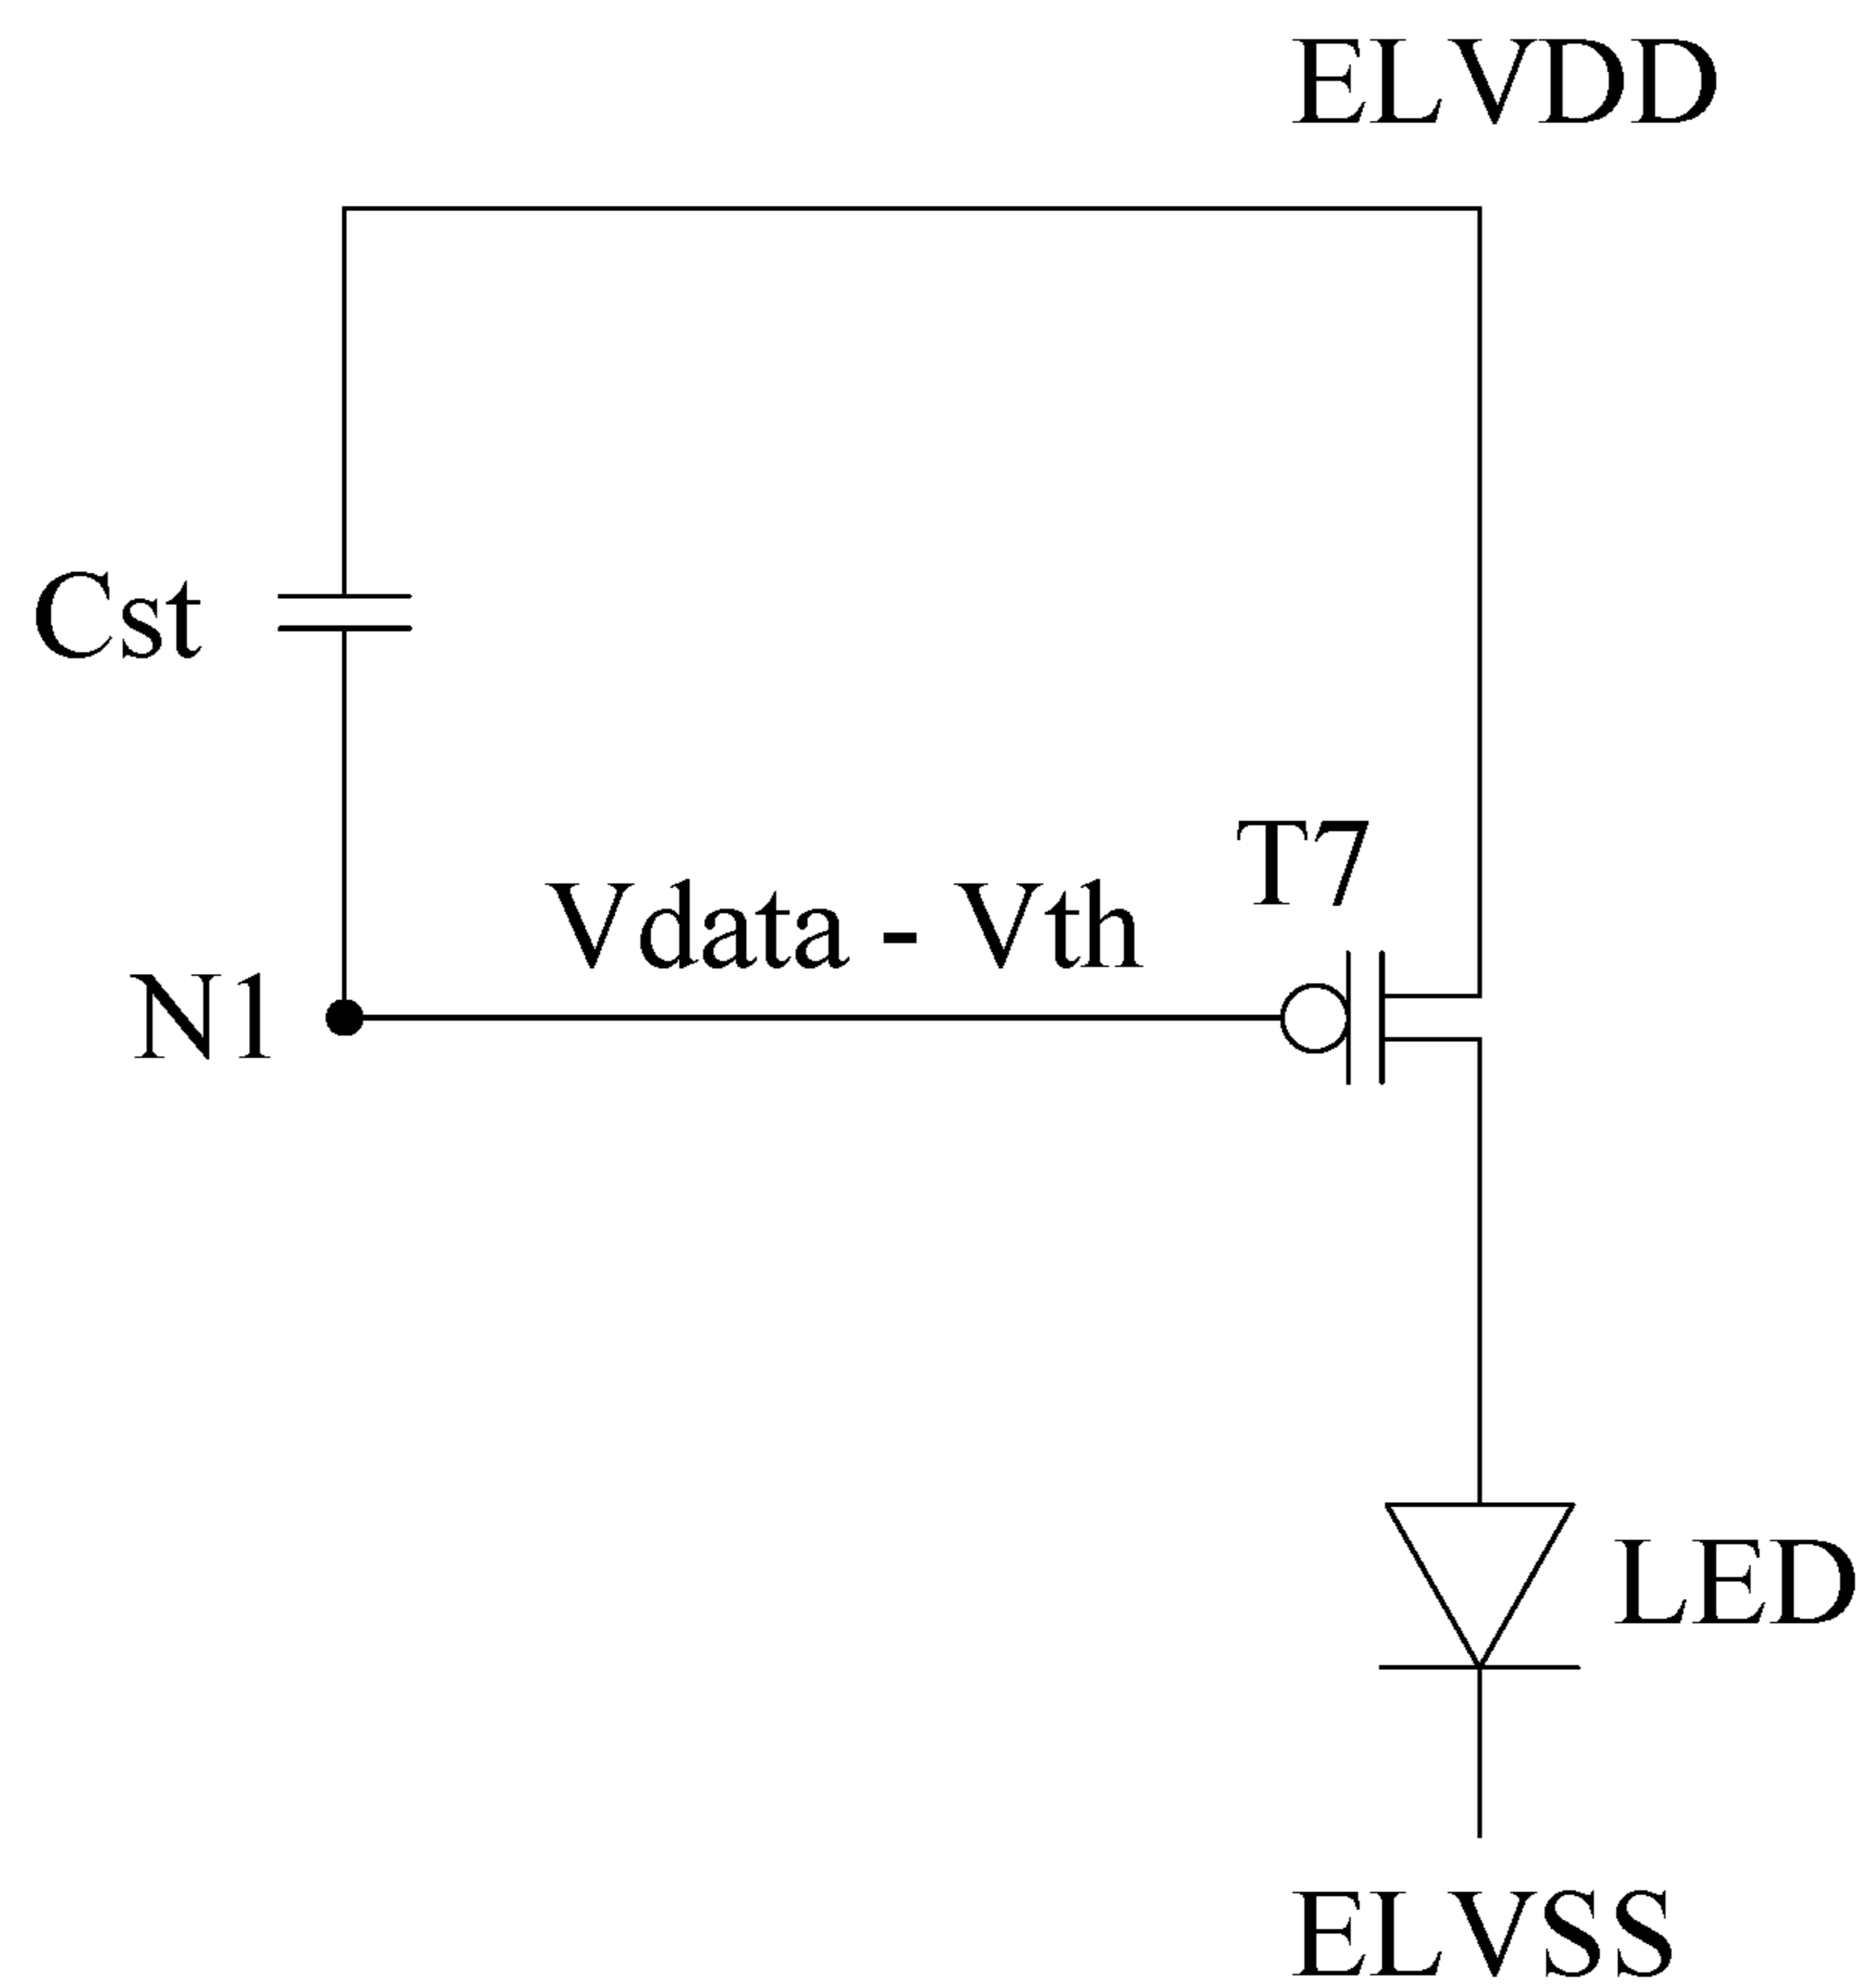 ELVDD
Cst
T7
Vdata - Vth
N1
LED
ELVSS